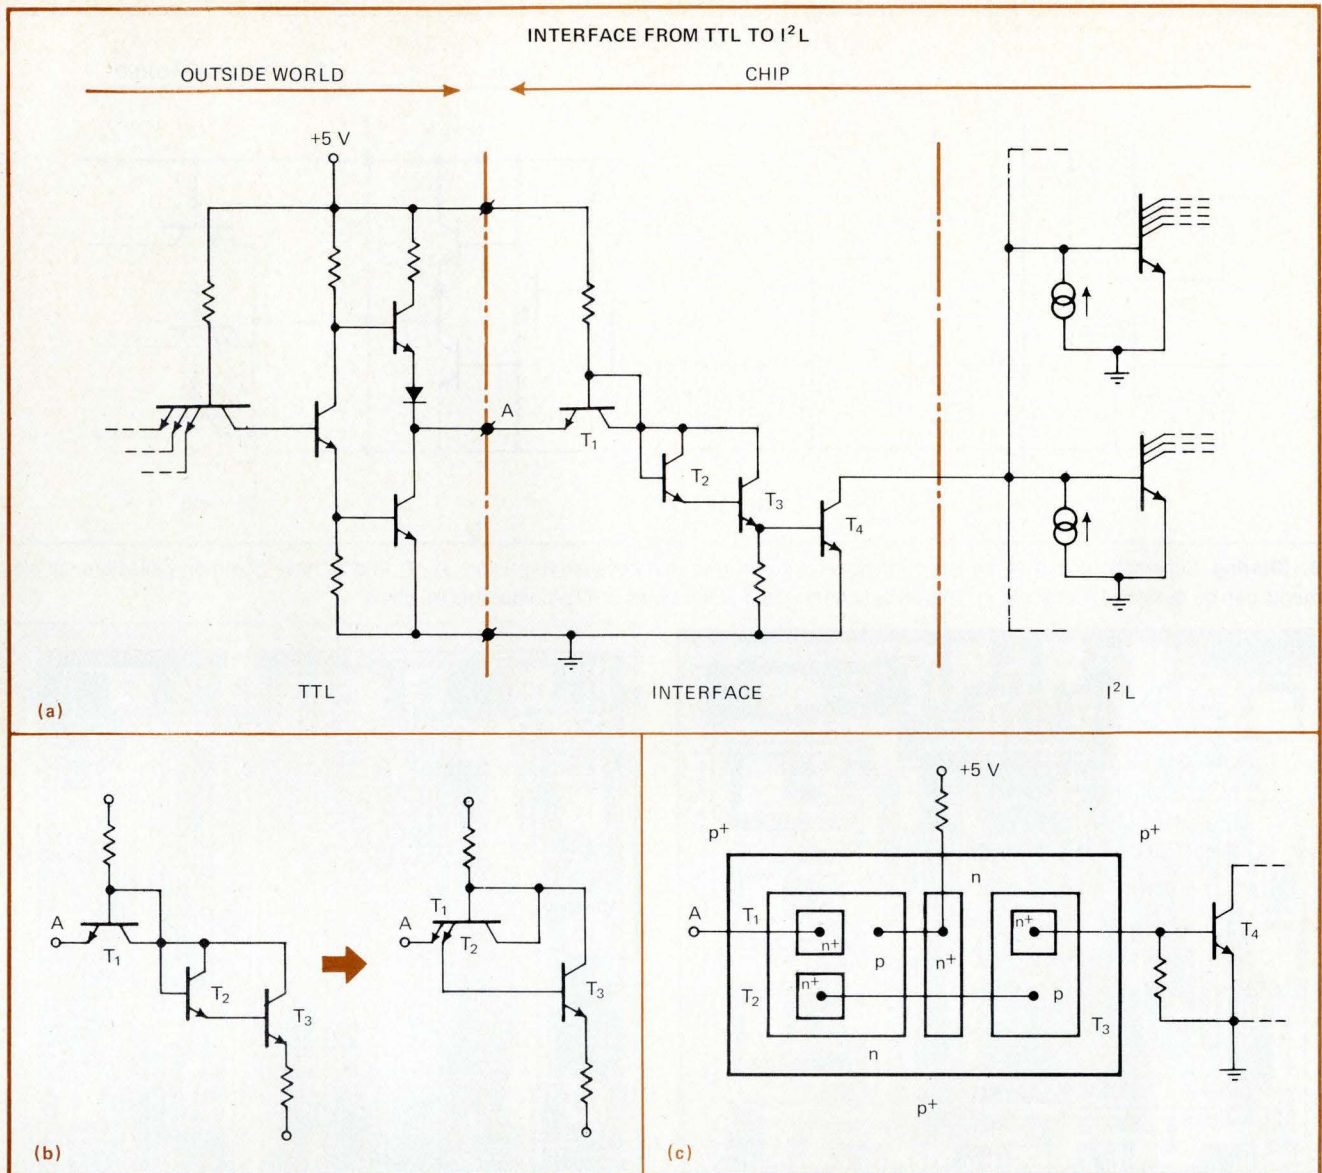 INTERFACE FROM TTL TO I²L
OUTSIDE WORLD
CHIP
+5 V
A
T₁
T₂
T₃
T₄
TTL
INTERFACE
I²L
(a)
A
T₁
T₂
T₃
A
T₁
T₂
T₃
(b)
+5 V
p⁺
p⁺
n
A
T₁
n⁺
p
n⁺
n⁺
T₄
T₂
n⁺
p
T₃
n
p⁺
(c)